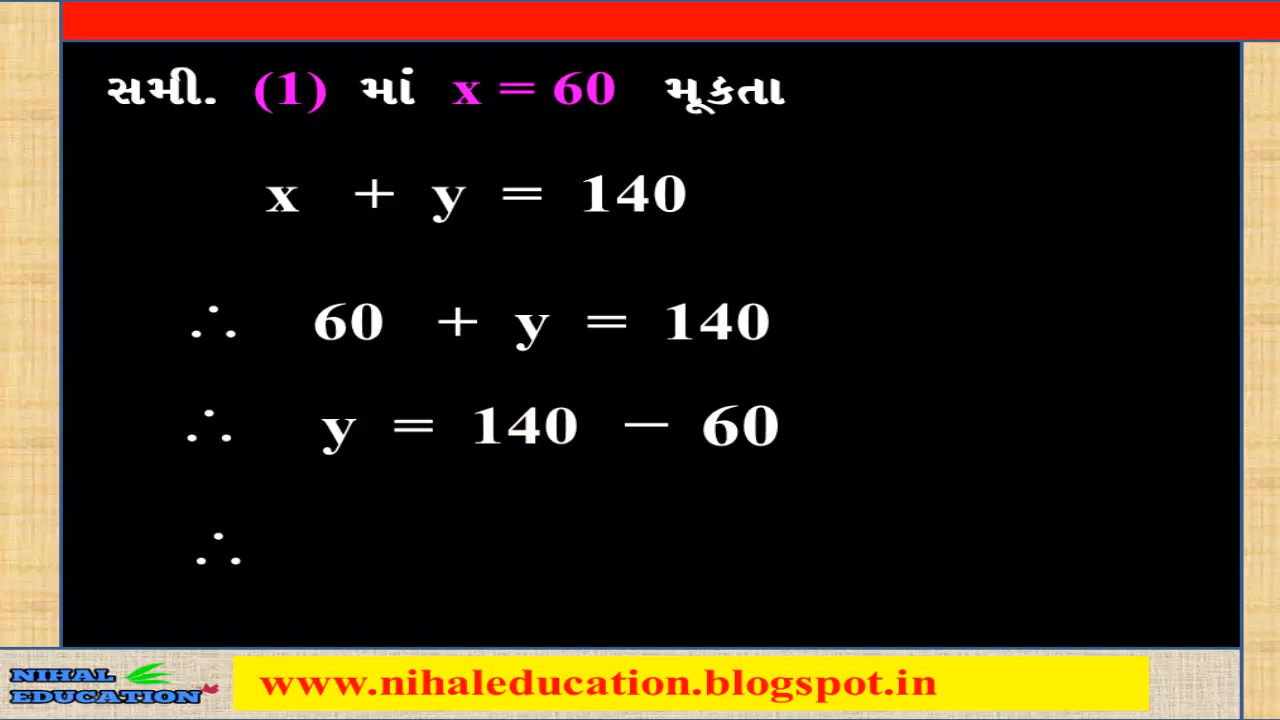 સમી. (1) માં x = 60 મૂકતા
x + y = 140
∴ 60 + y = 140
∴ y = 140 − 60
∴
NIHAL
EDUCATION
www.nihaleducation.blogspot.in